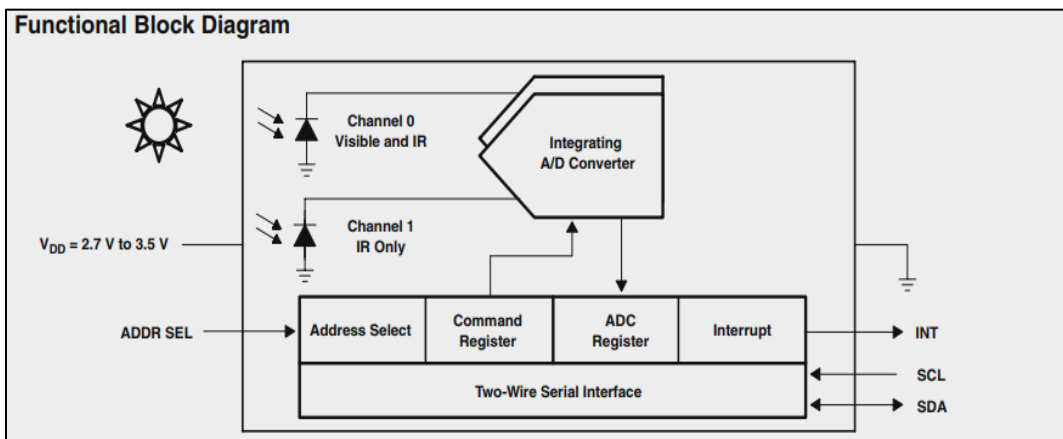 Functional Block Diagram
Channel 0
Visible and IR
Integrating
A/D Converter
Channel 1
IR Only
VDD = 2.7 V to 3.5 V
ADDR SEL
Address Select
Command
Register
ADC
Register
Interrupt
INT
Two-Wire Serial Interface
SCL
SDA